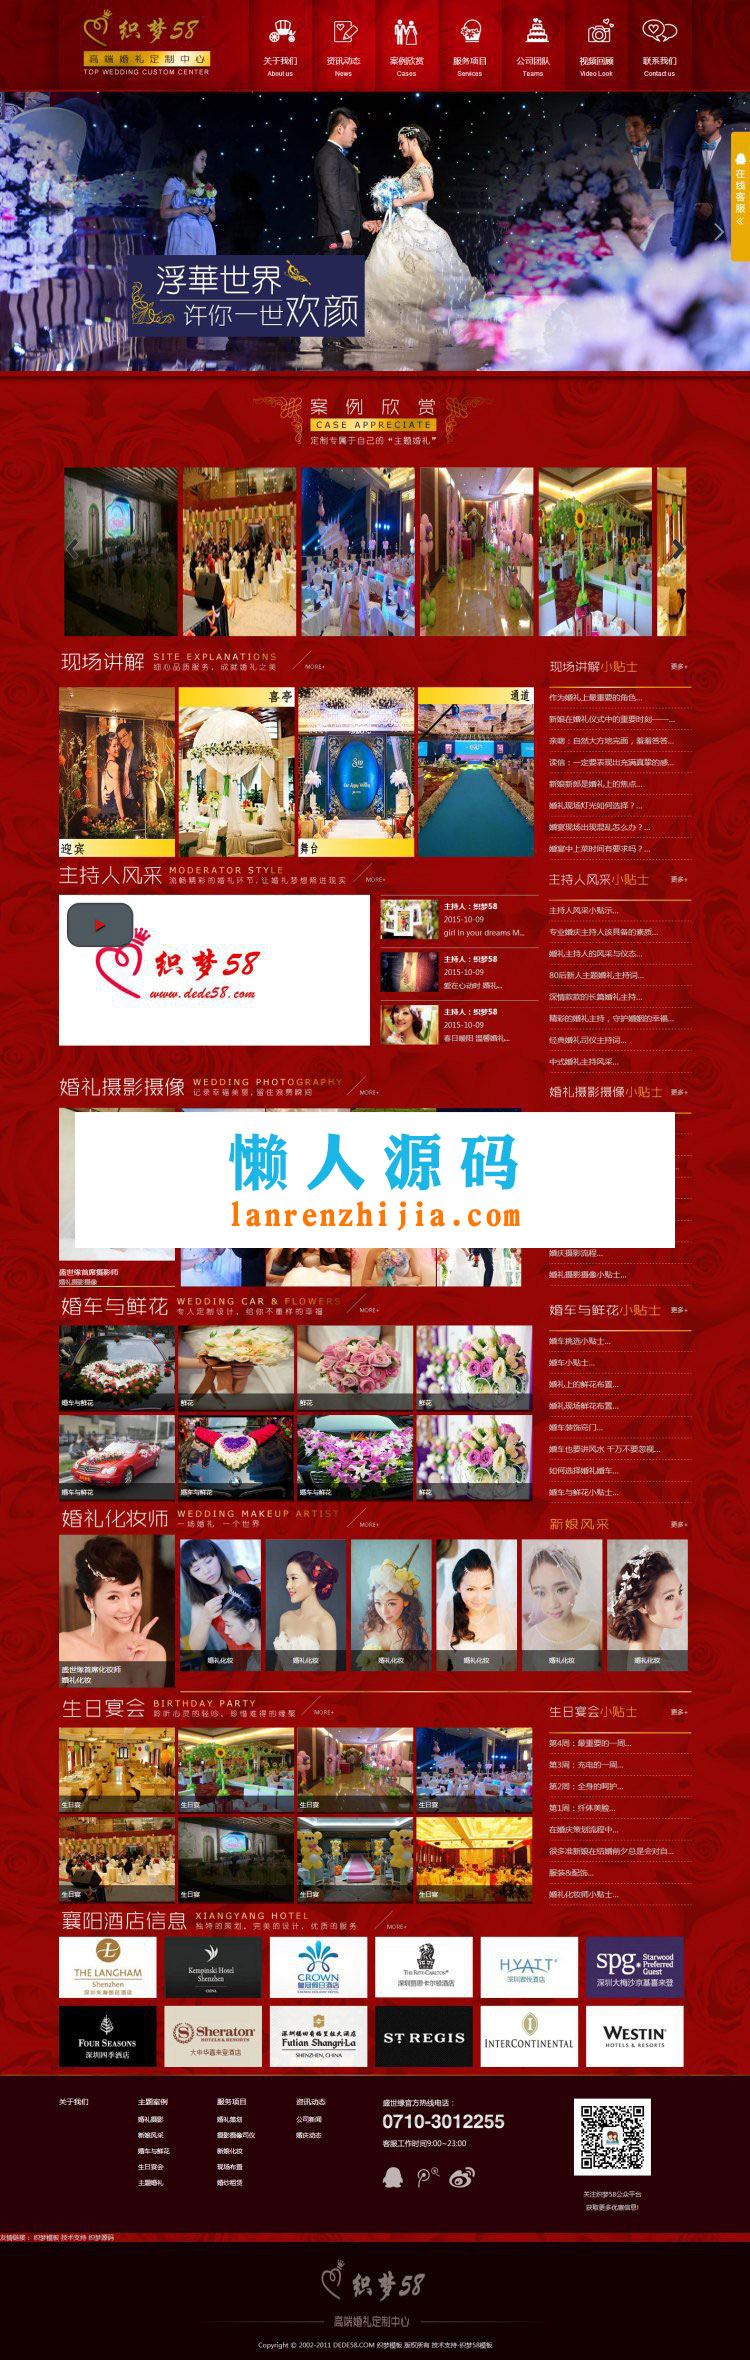 织梦58
高端婚礼定制中心
TOP WEDDING CUSTOM CENTER
关于我们
About us
资讯动态
News
案例欣赏
Cases
服务项目
Services
公司团队
Teams
视频回顾
Video Look
联系我们
Contact us
在线客服
浮華世界
许你一世欢颜
案例欣赏
CASE APPRECIATE
定制专属于自己的“主题婚礼”
现场讲解
SITE EXPLANATIONS
细心品质服务,成就婚礼之美
MORE+
迎宾
喜亭
舞台
通道
现场讲解小贴士
更多+
作为婚礼上最重要的角色...
新娘在婚礼仪式中的重要时刻——...
亲吻：自然大方地完面，羞羞答答...
读信：一定要表现出充满真挚的感...
新娘新郎是婚礼上的焦点...
婚礼现场灯光如何选择？...
婚宴现场出现混乱怎么办？...
婚宴中上菜时间有要求吗？...
主持人风采
MODERATOR STYLE
流畅精彩的婚礼环节,让婚礼梦想照进现实
MORE+
织梦58
www.dede58.com
主持人：织梦58
2015-10-09
girl in your dreams M...
主持人：织梦58
2015-10-09
爱在心动时 婚礼...
主持人：织梦58
2015-10-09
春日暖阳 温馨婚礼...
主持人风采小贴士
更多+
主持人风采小贴示...
专业婚庆主持人该具备的素质...
婚礼主持人的风采与仪态...
80后新人主题婚礼主持词...
深情款款的长篇婚礼主持...
精彩的婚礼主持，守护婚姻的幸福...
经典婚礼司仪主持词...
中式婚礼主持风采...
婚礼摄影摄像
WEDDING PHOTOGRAPHY
记录幸福美丽,留住浪费瞬间
MORE+
盛世缘首席摄影师
婚礼摄影摄像
婚礼摄影摄像小贴士
更多+
婚庆摄影流程...
婚礼摄影摄像小贴士...
懒人源码
lanrenzhijia.com
婚车与鲜花
WEDDING CAR & FLOWERS
专人定制设计，给你不重样的幸福
MORE+
婚车与鲜花
鲜花
鲜花
鲜花
婚车与鲜花
婚车与鲜花
婚车与鲜花
鲜花
婚车与鲜花小贴士
更多+
婚车挑选小贴士...
婚车小贴士...
婚礼上的鲜花布置...
婚礼现场鲜花布置...
婚车装饰窍门...
婚车也要讲风水 千万不要忽视...
如何选择婚礼婚车...
婚车与鲜花小贴士...
婚礼化妆师
WEDDING MAKEUP ARTIST
一场婚礼 一个世界
MORE+
盛世缘首席化妆师
婚礼化妆
婚礼化妆
婚礼化妆
婚礼化妆
婚礼化妆
婚礼化妆
婚礼化妆
新娘风采
更多+
生日宴会
BIRTHDAY PARTY
聆听心灵的轻吵，珍惜难得的缘聚
MORE+
生日宴
生日宴
生日宴
生日宴
生日宴
生日宴
生日宴
生日宴
生日宴会小贴士
更多+
第4周：最重要的一周...
第3周：充电的一周...
第2周：全身的呵护...
第1周：纤体美脸...
在婚庆策划流程中...
很多准新娘在结婚前夕总是会对自...
服装&配饰...
婚礼化妆师小贴士...
襄阳酒店信息
XIANGYANG HOTEL
独特的策划，完美的设计，优质的服务
MORE+
THE LANGHAM
Shenzhen
Kempinski Hotel
Shenzhen
CHINA
CROWN
皇冠假日酒店
THE RITZ-CARLTON
深圳丽思卡尔顿酒店
HYATT
深圳君悦酒店
spg Starwood Preferred Guest
深圳大梅沙京基喜来登
FOUR SEASONS
深圳四季酒店
Sheraton
HOTELS & RESORTS
大中华喜来登酒店
深圳福田香格里拉大酒店
Futian Shangri-La
SHENZHEN, CHINA
ST REGIS
INTERCONTINENTAL
WESTIN
HOTELS & RESORTS
关于我们
主题案例
婚礼摄影
新娘风采
婚车与鲜花
生日宴会
主题婚礼
服务项目
婚礼策划
摄影摄像司仪
新娘化妆
现场布置
婚纱租赁
资讯动态
公司新闻
婚庆动态
盛世缘官方热线电话：
0710-3012255
客服工作时间9:00~23:00
关注织梦58公众平台
获取更多优惠信息!
友情链接： 织梦模板 技术支持 织梦源码
织梦58
高端婚礼定制中心
Copyright © 2002-2011 DEDE58.COM 织梦模板 版权所有 技术支持-织梦58模板